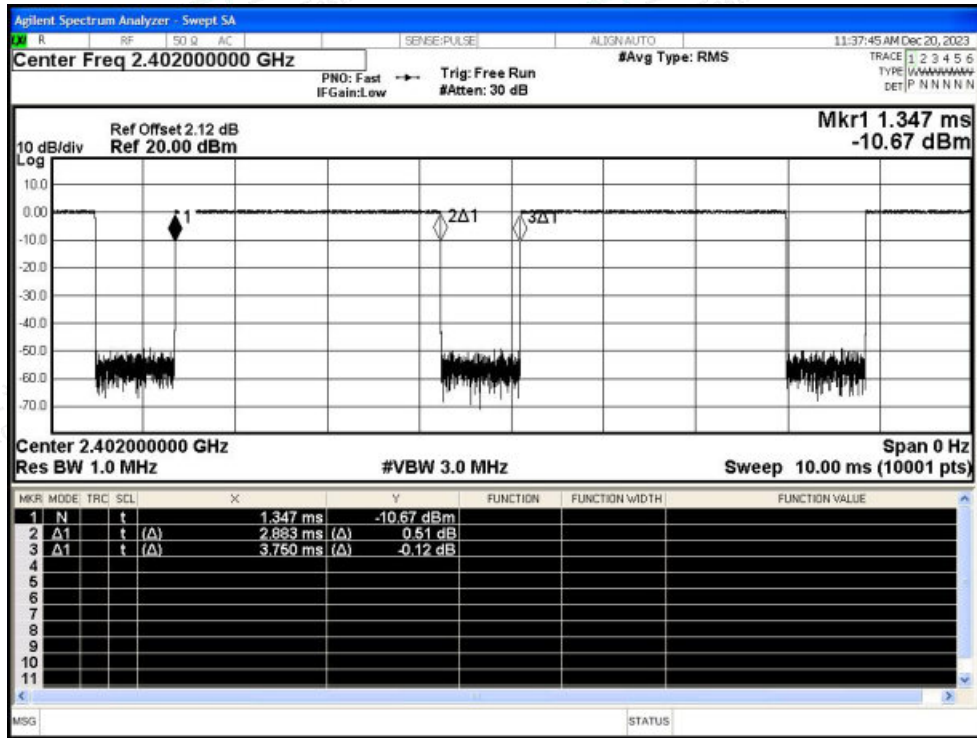 Agilent Spectrum Analyzer - Swept SA
R RF 50 Ω AC SENSE:PULSE ALIGN AUTO 11:37:45 AM Dec 20, 2023
Center Freq 2.402000000 GHz #Avg Type: RMS TRACE 1 2 3 4 5 6
PNO: Fast Trig: Free Run TYPE
IFGain:Low #Atten: 30 dB DET P N N N N N
Mkr1 1.347 ms
Ref Offset 2.12 dB
10 dB/div Ref 20.00 dBm -10.67 dBm
Log
10.0
0.00
1 2Δ1 3Δ1
-10.0
-20.0
-30.0
-40.0
-50.0
-60.0
-70.0
Center 2.402000000 GHz Span 0 Hz
Res BW 1.0 MHz #VBW 3.0 MHz Sweep 10.00 ms (10001 pts)
MKR MODE TRC SCL X Y FUNCTION FUNCTION WIDTH FUNCTION VALUE
1 N t 1.347 ms -10.67 dBm
2 Δ1 t (Δ) 2.883 ms (Δ) 0.51 dB
3 Δ1 t (Δ) 3.750 ms (Δ) -0.12 dB
4
5
6
7
8
9
10
11
MSG STATUS